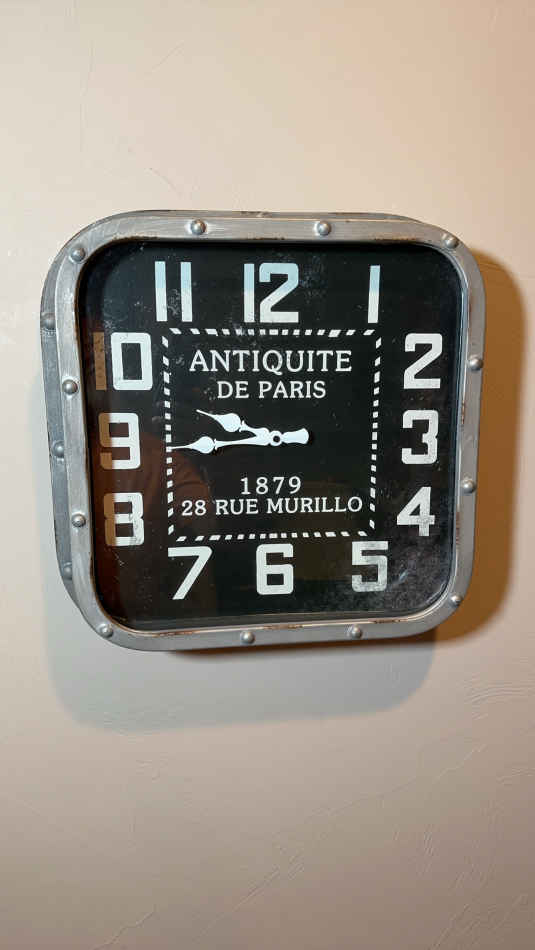 11 12 1
10 2
ANTIQUITE
DE PARIS
9 3
1879
28 RUE MURILLO
8 4
7 6 5